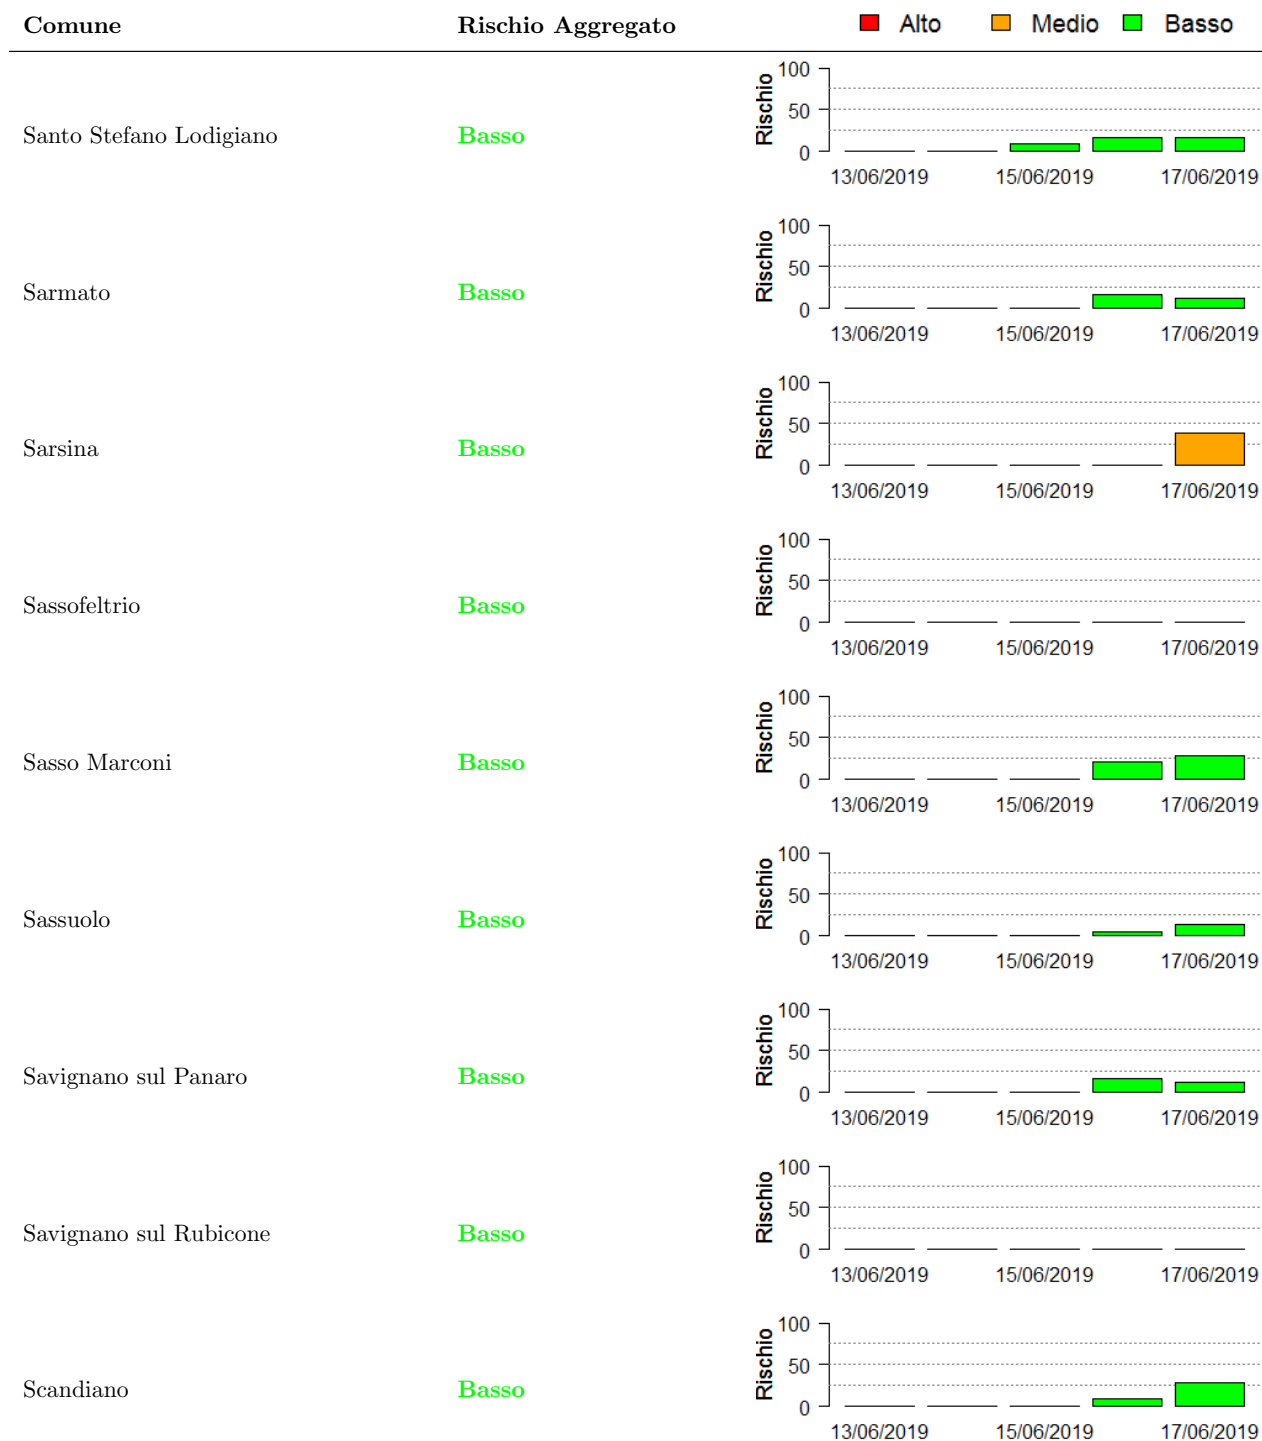 Comune Rischio Aggregato Alto Medio Basso
Santo Stefano Lodigiano Basso
Rischio
100
50
0
13/06/2019 15/06/2019 17/06/2019
Sarmato Basso
Rischio
100
50
0
13/06/2019 15/06/2019 17/06/2019
Sarsina Basso
Rischio
100
50
0
13/06/2019 15/06/2019 17/06/2019
Sassofeltrio Basso
Rischio
100
50
0
13/06/2019 15/06/2019 17/06/2019
Sasso Marconi Basso
Rischio
100
50
0
13/06/2019 15/06/2019 17/06/2019
Sassuolo Basso
Rischio
100
50
0
13/06/2019 15/06/2019 17/06/2019
Savignano sul Panaro Basso
Rischio
100
50
0
13/06/2019 15/06/2019 17/06/2019
Savignano sul Rubicone Basso
Rischio
100
50
0
13/06/2019 15/06/2019 17/06/2019
Scandiano Basso
Rischio
100
50
0
13/06/2019 15/06/2019 17/06/2019